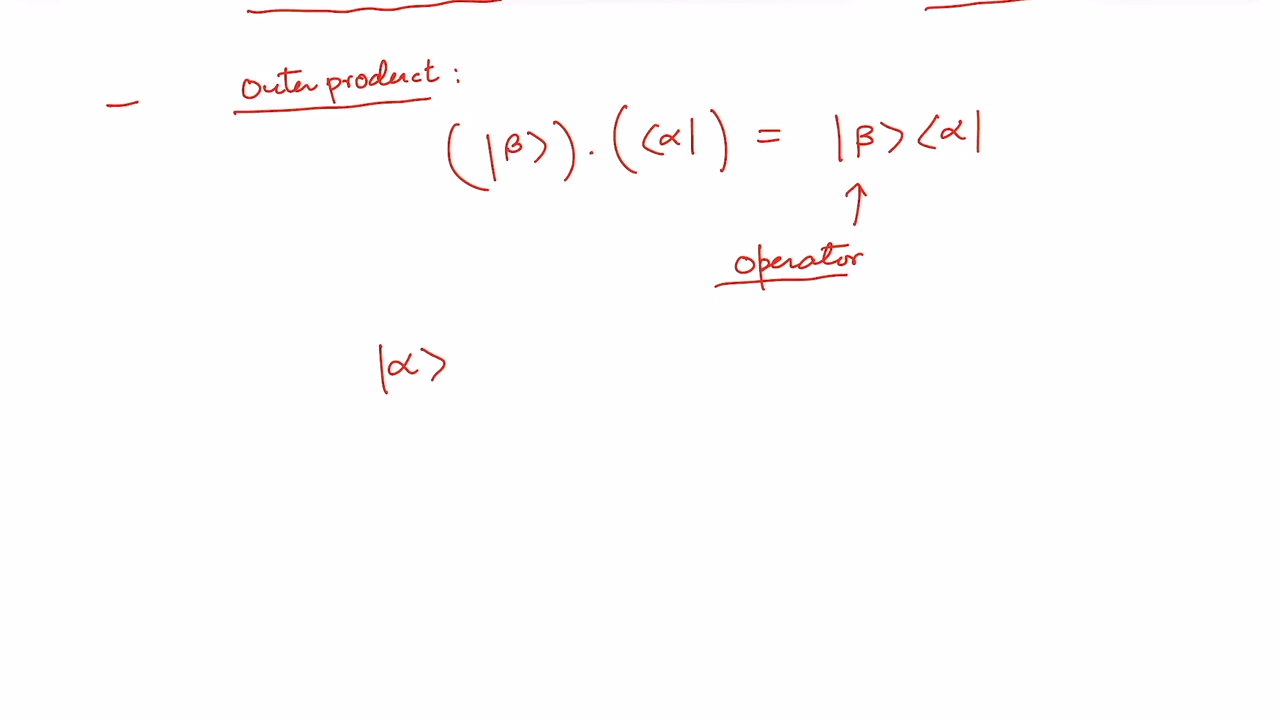 Outer product :
(|β⟩) . (⟨α|) = |β⟩⟨α|
operator
|α⟩